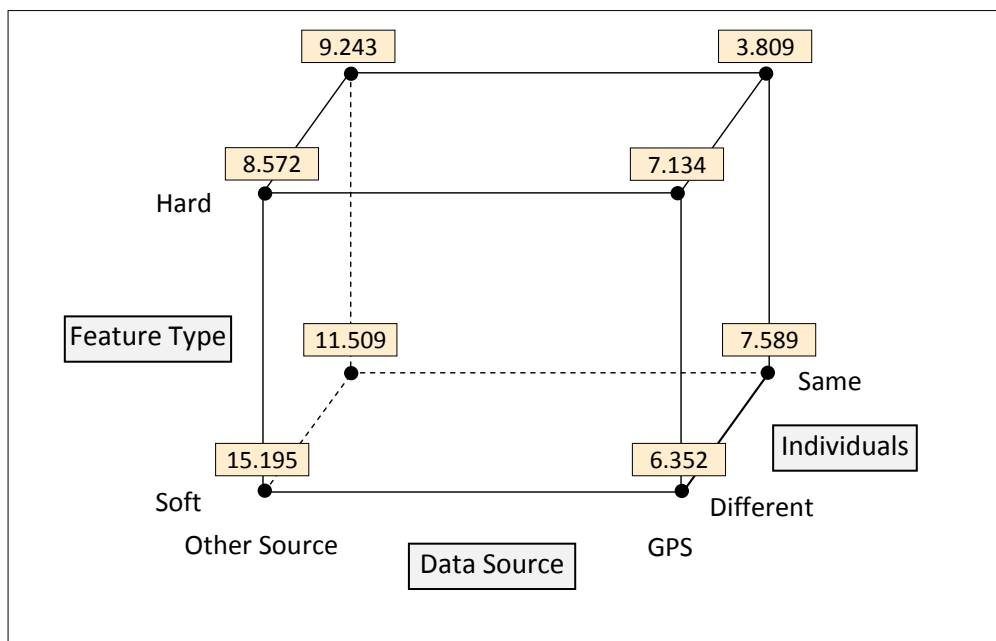 9.243
3.809
8.572
7.134
Hard
Feature Type
11.509
7.589
Same
Individuals
15.195
6.352
Soft
Different
Other Source
GPS
Data Source